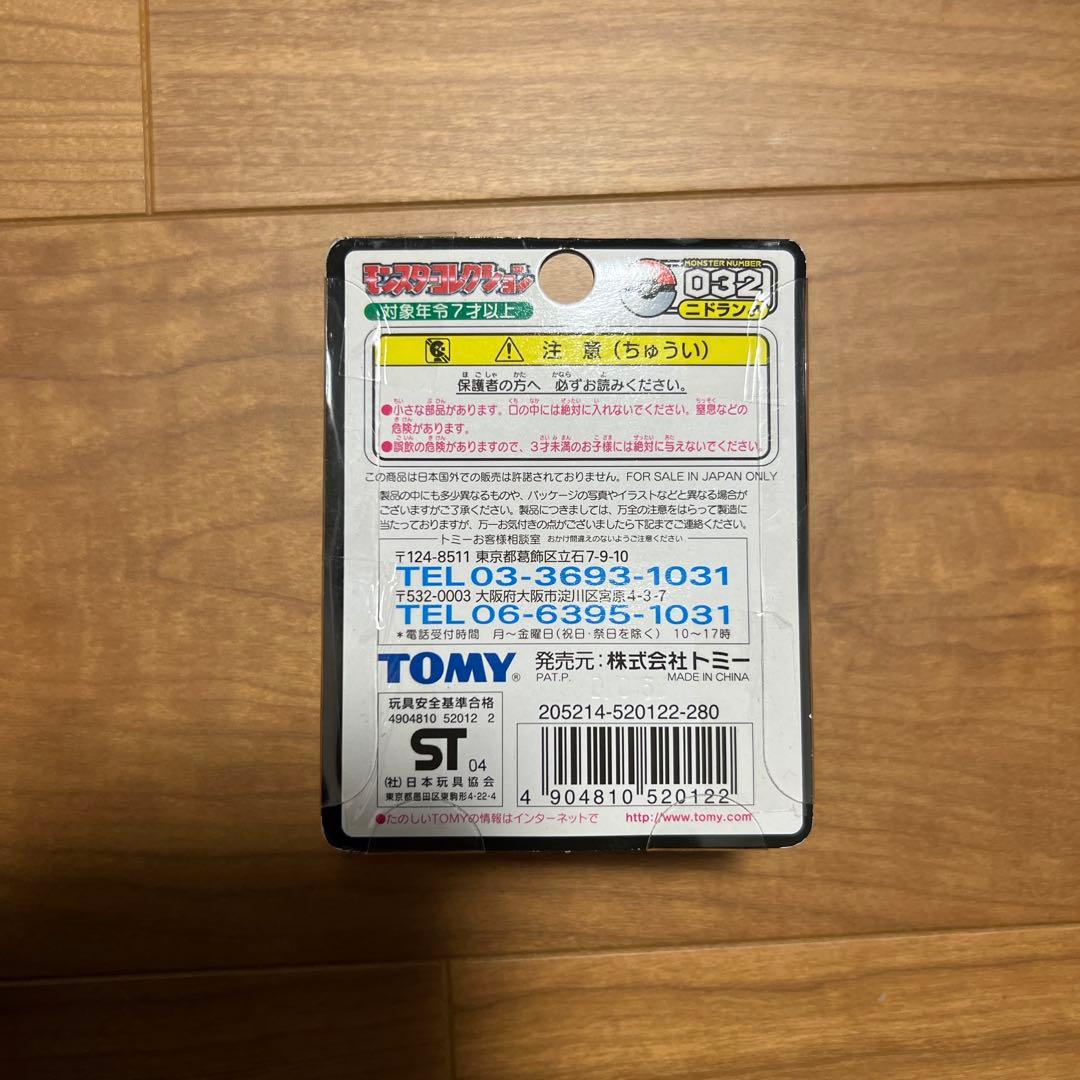 モンスターコレクション
対象年令7才以上
MONSTER NUMBER
032
ニドラン♂
注意(ちゅうい)
保護者の方へ 必ずお読みください。
●小さな部品があります。口の中には絶対に入れないでください。窒息などの
危険があります。
●誤飲の危険がありますので、3才未満のお子様には絶対に与えないでください。
この商品は日本国外での販売は許諾されておりません。FOR SALE IN JAPAN ONLY
製品の中にも多少異なるものや、パッケージの写真やイラストなどと異なる場合が
ございますがご了承ください。製品につきましては、万全の注意をはらって製造に
当たっておりますが、万一お気付きの点がございましたら下記までご連絡ください。
トミーお客様相談室 おかけ間違えのないようご注意ください
〒124-8511 東京都葛飾区立石7-9-10
TEL 03-3693-1031
〒532-0003 大阪府大阪市淀川区宮原4-3-7
TEL 06-6395-1031
*電話受付時間 月〜金曜日(祝日・祭日を除く) 10〜17時
TOMY® 発売元:株式会社トミー
PAT.P. MADE IN CHINA
玩具安全基準合格
4904810 52012 2
ST 04
(社)日本玩具協会
東京都墨田区東駒形4-22-4
205214-520122-280
4 904810 520122
●たのしいTOMYの情報はインターネットで http://www.tomy.com